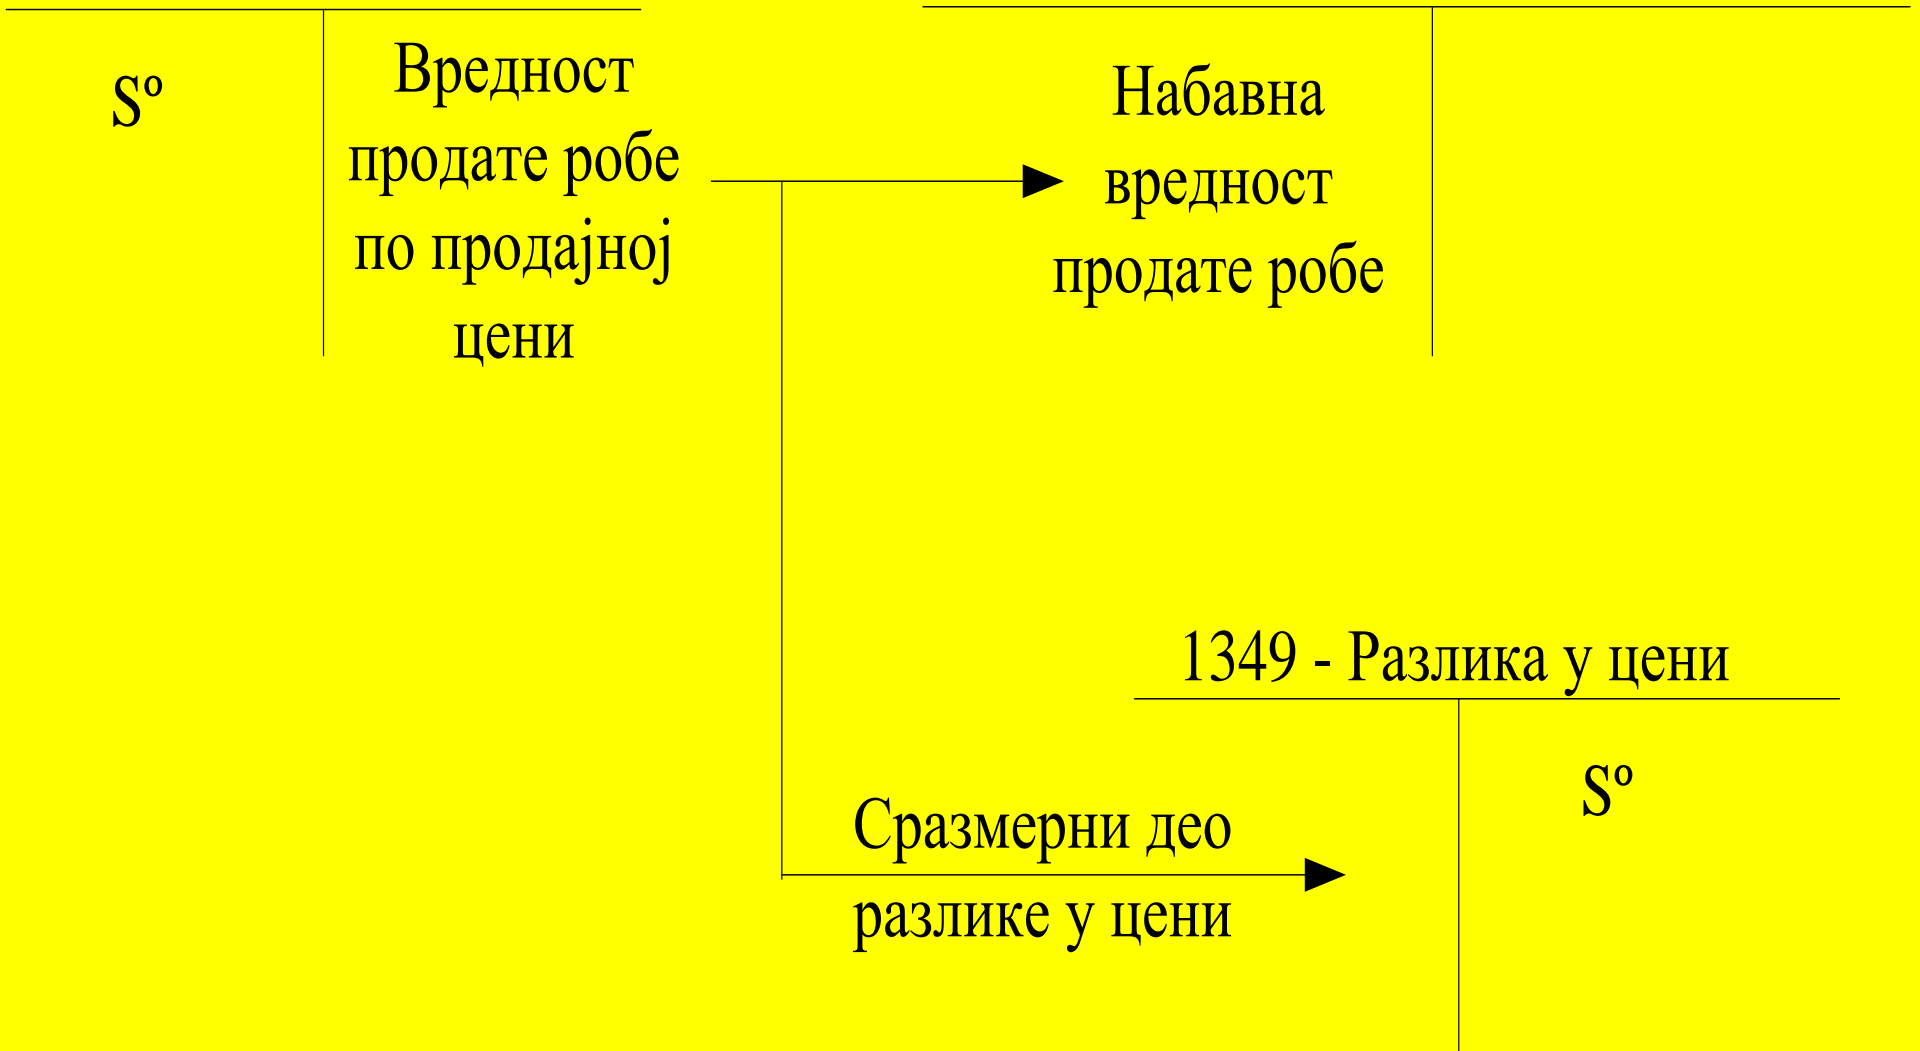 Sº
Вредност
продате робе
по продајној
цени
Набавна
вредност
продате робе
1349 - Разлика у цени
Sº
Сразмерни део
разлике у цени